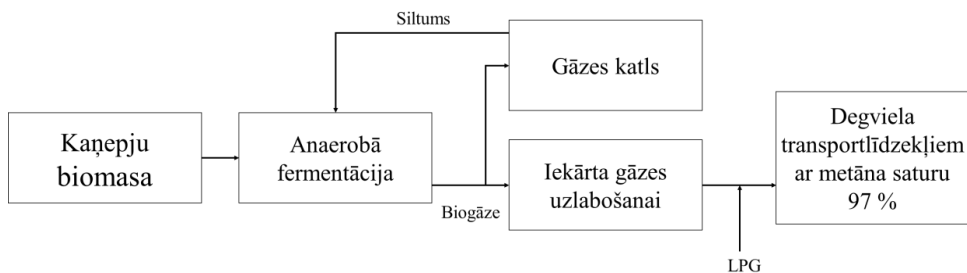 Siltums
Gāzes katls
Kaņepju
biomasa
Anaerobā
fermentācija
Biogāze
Iekārta gāzes
uzlabošanai
LPG
Degviela
transportlīdzekļiem
ar metāna saturu
97 %